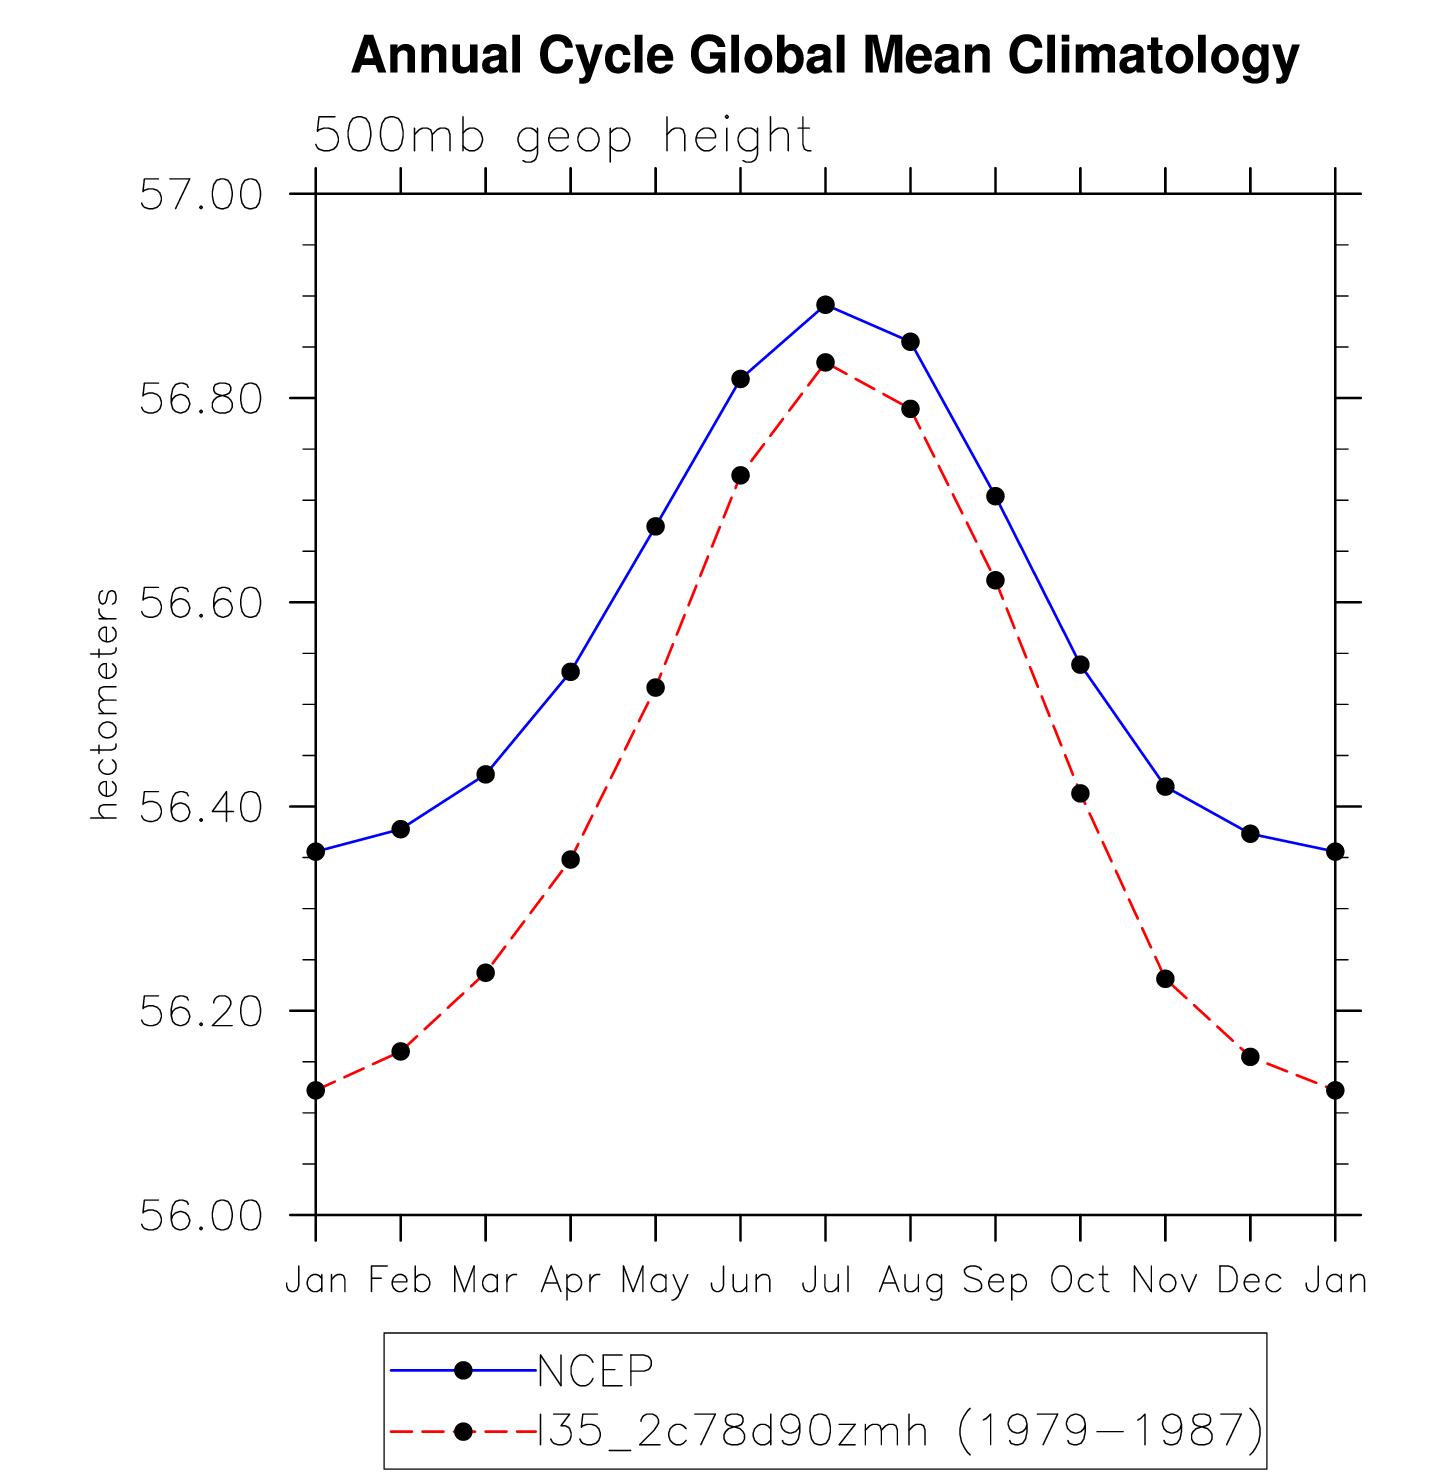 Annual Cycle Global Mean Climatology
500mb geop height
57.00
56.80
56.60
56.40
56.20
56.00
hectometers
Jan Feb Mar Apr May Jun Jul Aug Sep Oct Nov Dec Jan
NCEP
I35_2c78d90zmh (1979-1987)